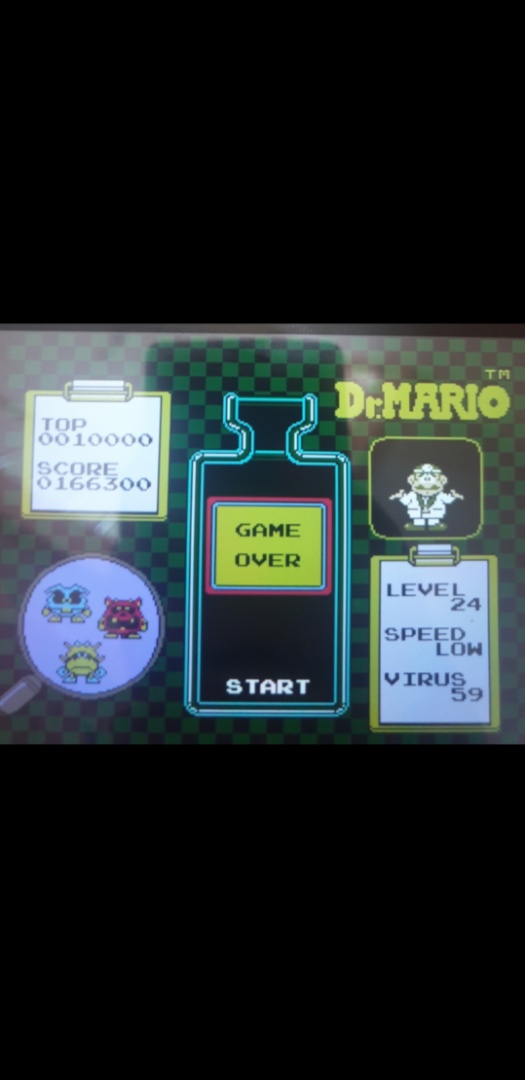 TOP
0010000
SCORE
0166300
Dr.MARIO TM
GAME
OVER
START
LEVEL
24
SPEED
LOW
VIRUS
59